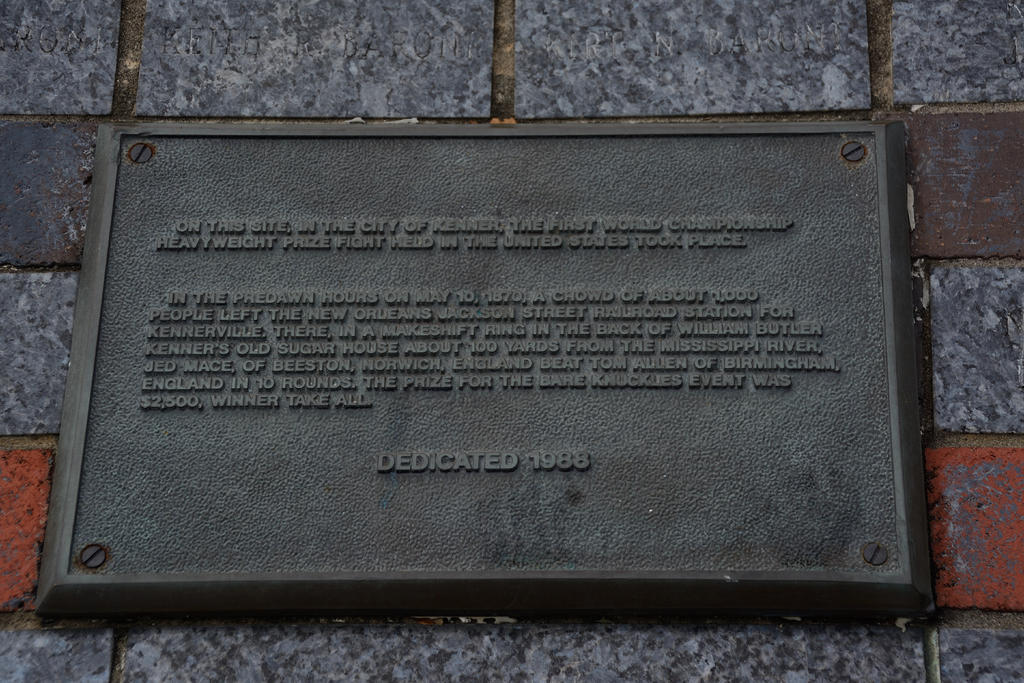 RONI
KEITH R. BARONI
KIRT N. BARONI
ON THIS SITE, IN THE CITY OF KENNER, THE FIRST WORLD CHAMPIONSHIP
HEAVYWEIGHT PRIZE FIGHT HELD IN THE UNITED STATES TOOK PLACE.
IN THE PREDAWN HOURS ON MAY 10, 1870, A CROWD OF ABOUT 1,000
PEOPLE LEFT THE NEW ORLEANS JACKSON STREET RAILROAD STATION FOR
KENNERVILLE. THERE, IN A MAKESHIFT RING IN THE BACK OF WILLIAM BUTLER
KENNER'S OLD SUGAR HOUSE ABOUT 100 YARDS FROM THE MISSISSIPPI RIVER,
JED MACE, OF BEESTON, NORWICH, ENGLAND BEAT TOM ALLEN OF BIRMINGHAM,
ENGLAND IN 10 ROUNDS. THE PRIZE FOR THE BARE KNUCKLES EVENT WAS
$2,500, WINNER TAKE ALL.
DEDICATED 1988